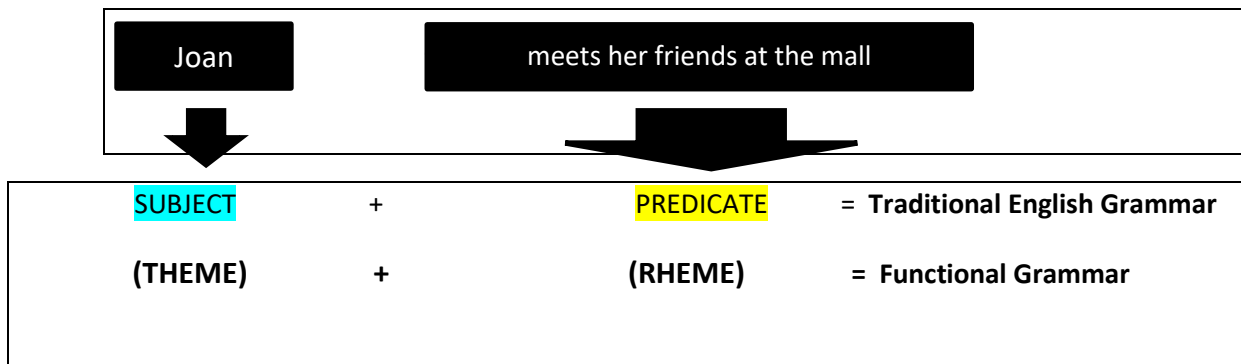 Joan meets her friends at the mall
SUBJECT + PREDICATE = Traditional English Grammar
(THEME) + (RHEME) = Functional Grammar